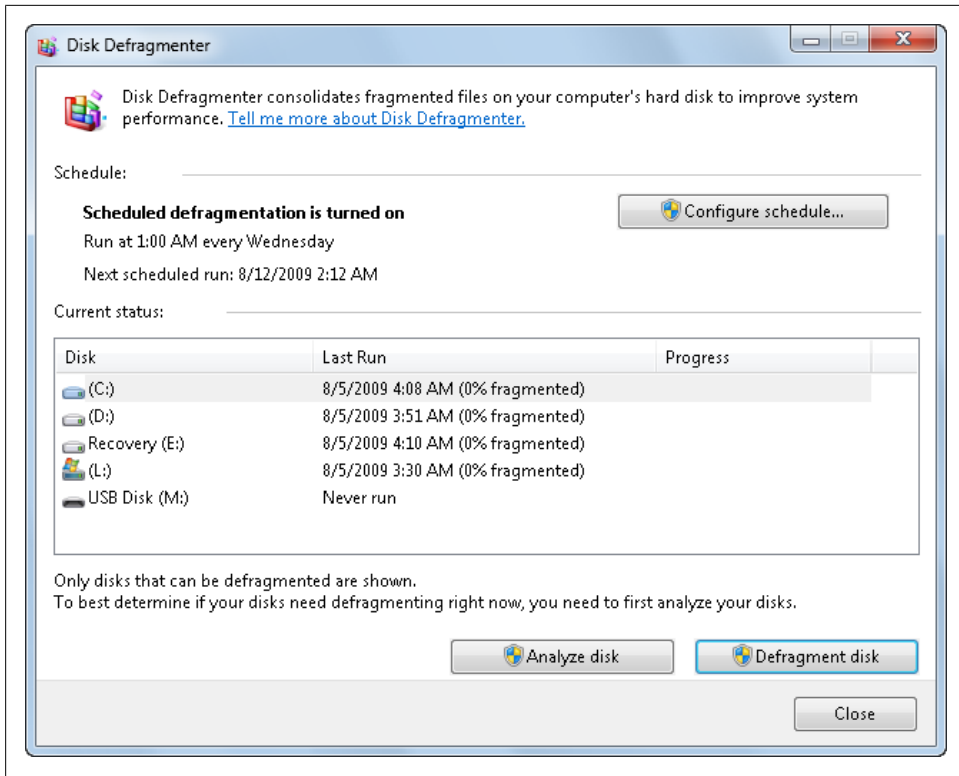 Disk Defragmenter
Disk Defragmenter consolidates fragmented files on your computer's hard disk to improve system
performance. Tell me more about Disk Defragmenter.
Schedule:
Scheduled defragmentation is turned on
Configure schedule...
Run at 1:00 AM every Wednesday
Next scheduled run: 8/12/2009 2:12 AM
Current status:
Disk Last Run Progress
(C:) 8/5/2009 4:08 AM (0% fragmented)
(D:) 8/5/2009 3:51 AM (0% fragmented)
Recovery (E:) 8/5/2009 4:10 AM (0% fragmented)
(L:) 8/5/2009 3:30 AM (0% fragmented)
USB Disk (M:) Never run
Only disks that can be defragmented are shown.
To best determine if your disks need defragmenting right now, you need to first analyze your disks.
Analyze disk Defragment disk
Close